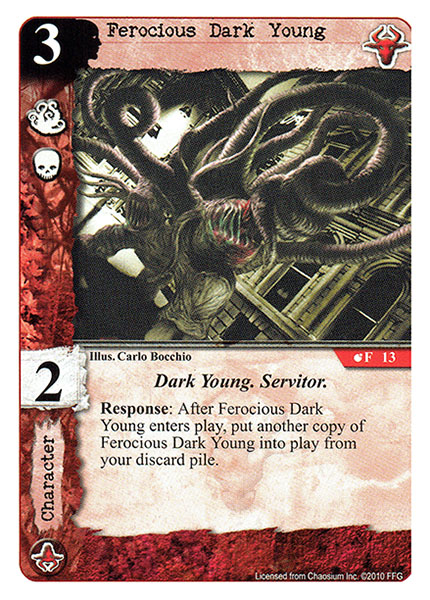 3
Ferocious Dark Young
Illus. Carlo Bocchio
F 13
2
Dark Young. Servitor.
Response: After Ferocious Dark
Young enters play, put another copy of
Ferocious Dark Young into play from
your discard pile.
Character
Licensed from Chaosium Inc. ©2010 FFG